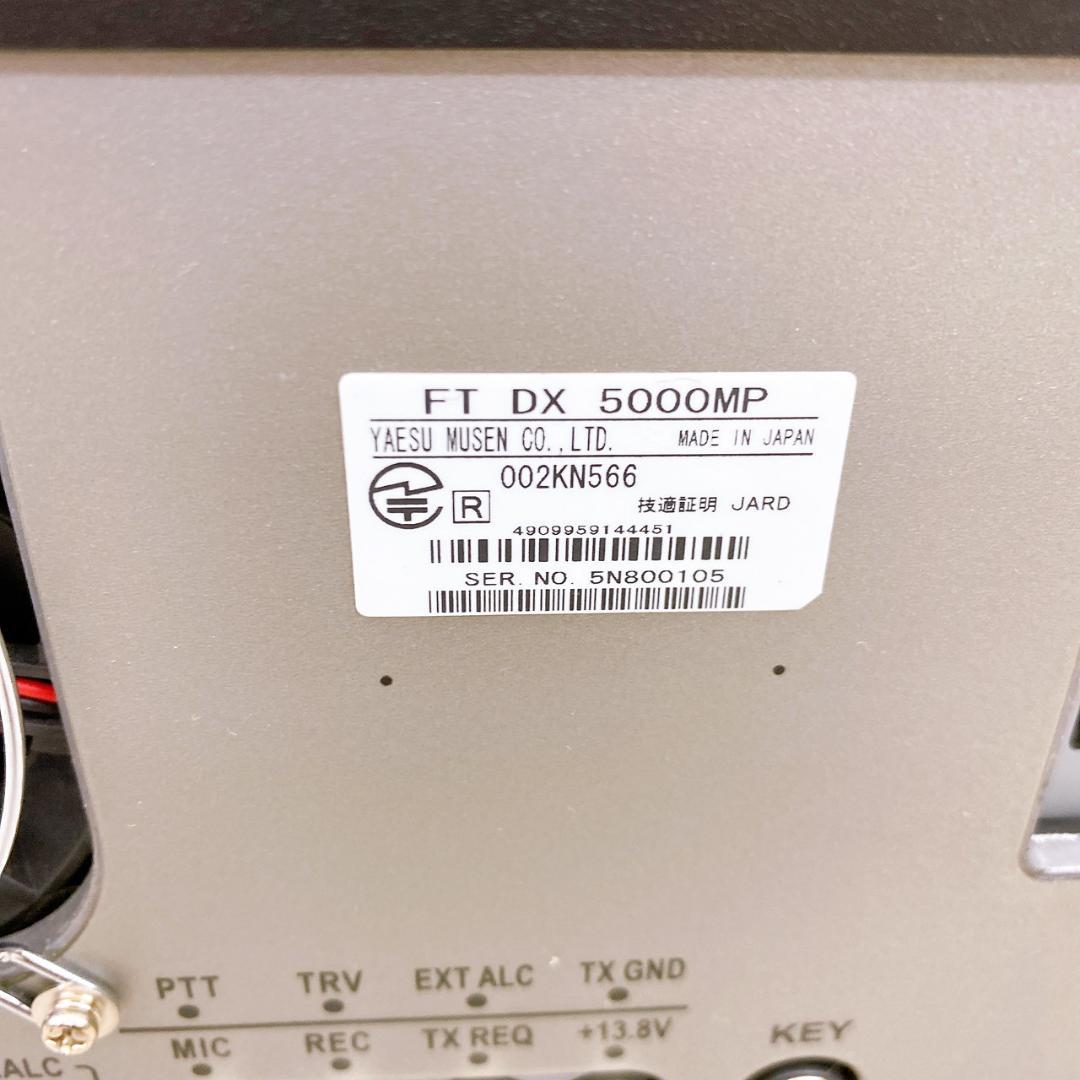 FT DX 5000MP
YAESU MUSEN CO.,LTD. MADE IN JAPAN
002KN566
R
技適証明 JARD
4909959144451
SER. NO. 5N800105
PTT TRV EXT ALC TX GND
MIC REC TX REQ +13.8V
KEY
ALC